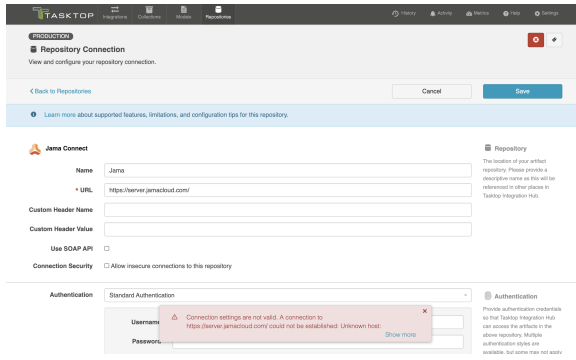 TASKTOP
Integrations Collections Models Repositories
History Activity Metrics Help Settings
PRODUCTION
Repository Connection
View and configure your repository connection.
Back to Repositories
Cancel
Save
Learn more about supported features, limitations, and configuration tips for this repository.
Jama Connect
Name
Jama
* URL
https://server.jamacloud.com/
Custom Header Name
Custom Header Value
Use SOAP API
Connection Security
Allow insecure connections to this repository
Repository
The location of your artifact
repository. Please provide a
descriptive name as this will be
referenced in other places in
Tasktop Integration Hub.
Authentication
Standard Authentication
Username
Password
Connection settings are not valid. A connection to
https://server.jamacloud.com/ could not be established: Unknown host:
Show more
Authentication
Provide authentication credentials
so that Tasktop Integration Hub
can access the artifacts in the
above repository. Multiple
authentication styles are
available, but some may not apply